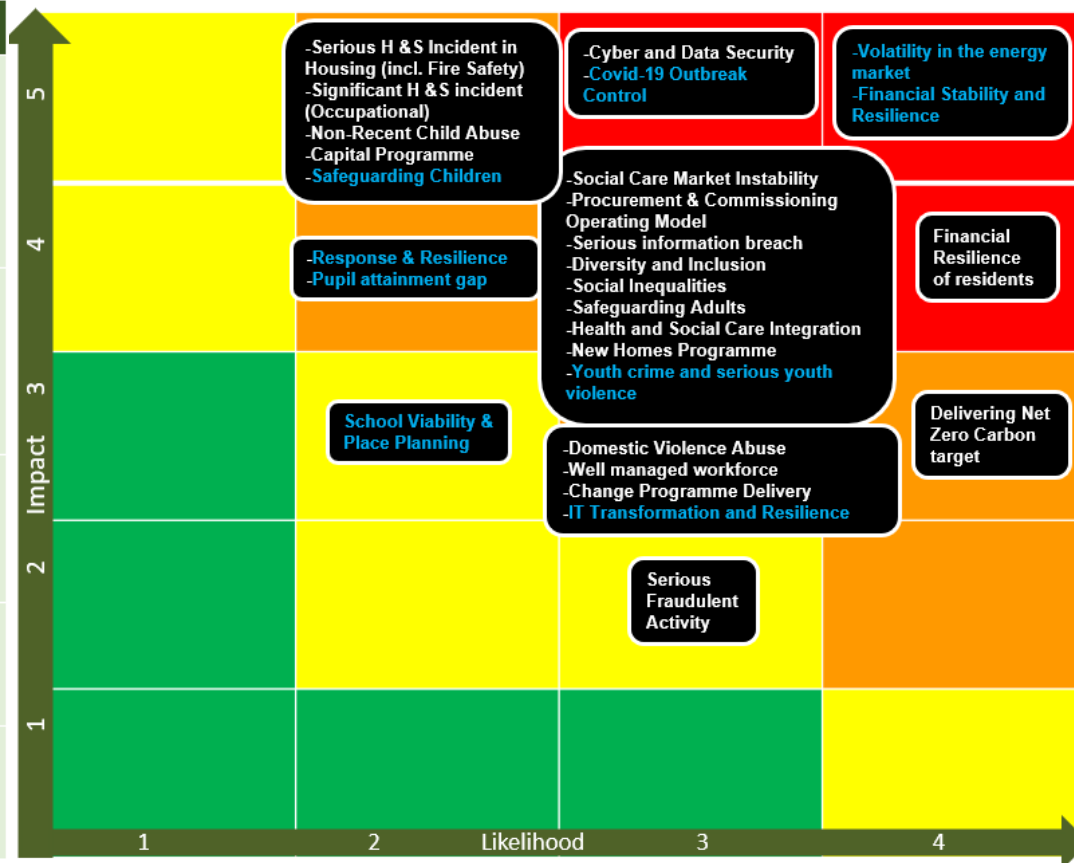 5
-Serious H &S Incident in
Housing (incl. Fire Safety)
-Significant H &S incident
(Occupational)
-Non-Recent Child Abuse
-Capital Programme
-Safeguarding Children
-Cyber and Data Security
-Covid-19 Outbreak
Control
-Volatility in the energy
market
-Financial Stability and
Resilience
4
-Response & Resilience
-Pupil attainment gap
-Social Care Market Instability
-Procurement & Commissioning
Operating Model
-Serious information breach
-Diversity and Inclusion
-Social Inequalities
-Safeguarding Adults
-Health and Social Care Integration
-New Homes Programme
-Youth crime and serious youth
violence
Financial
Resilience
of residents
3
Impact
School Viability &
Place Planning
-Domestic Violence Abuse
-Well managed workforce
-Change Programme Delivery
-IT Transformation and Resilience
Delivering Net
Zero Carbon
target
2
Serious
Fraudulent
Activity
1
1 2 Likelihood 3 4